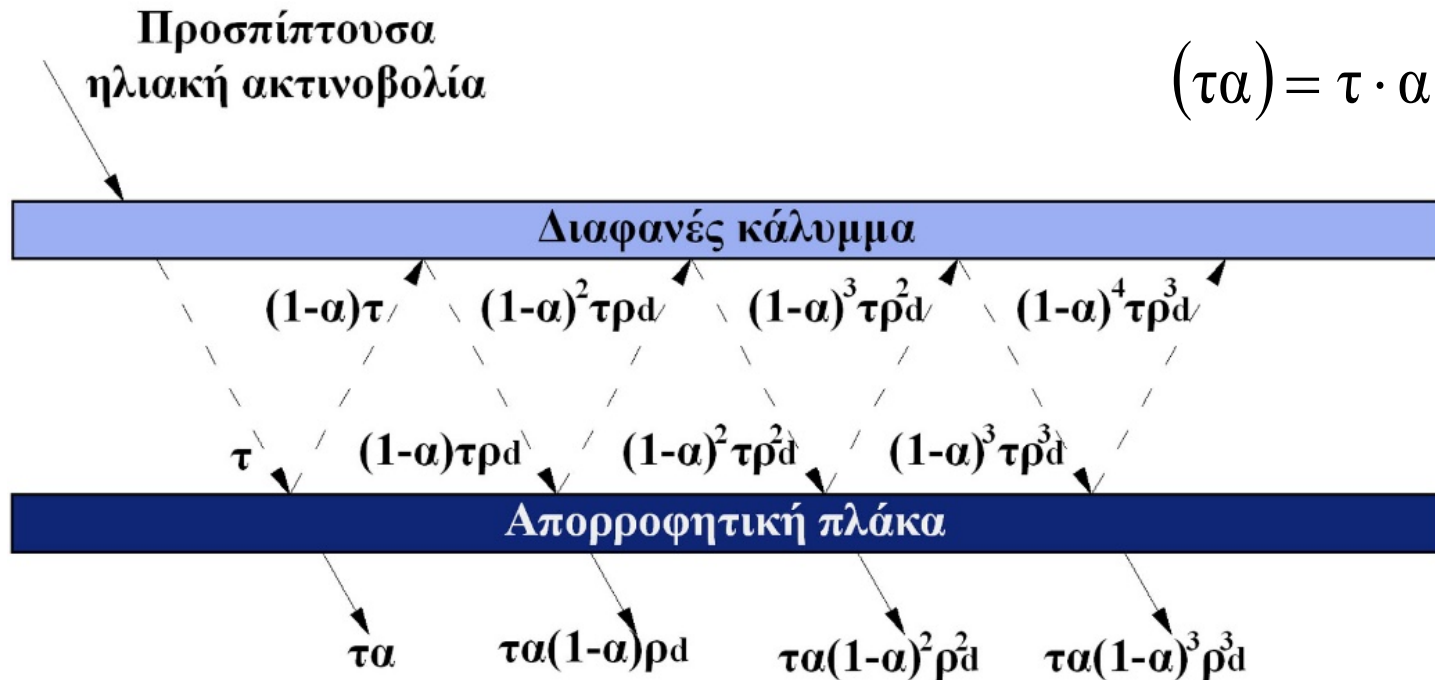 Προσπίπτουσα
ηλιακή ακτινοβολία
(τα) = τ · α
Διαφανές κάλυμμα
(1-α)τ (1-α)²τρd (1-α)³τρ²d (1-α)⁴τρ³d
τ (1-α)τρd (1-α)²τρ²d (1-α)³τρ³d
Απορροφητική πλάκα
τα τα(1-α)ρd τα(1-α)²ρ²d τα(1-α)³ρ³d